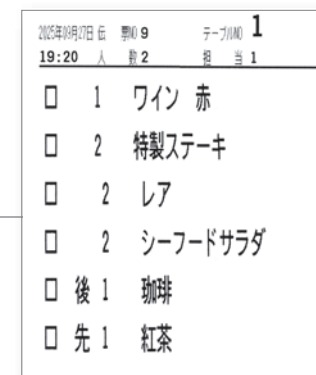 2025年09月27日 伝票NO 9 テーブルNO 1
19:20 人数 2 担当 1
□ 1 ワイン 赤
□ 2 特製ステーキ
□ 2 レア
□ 2 シーフードサラダ
□ 後 1 珈琲
□ 先 1 紅茶